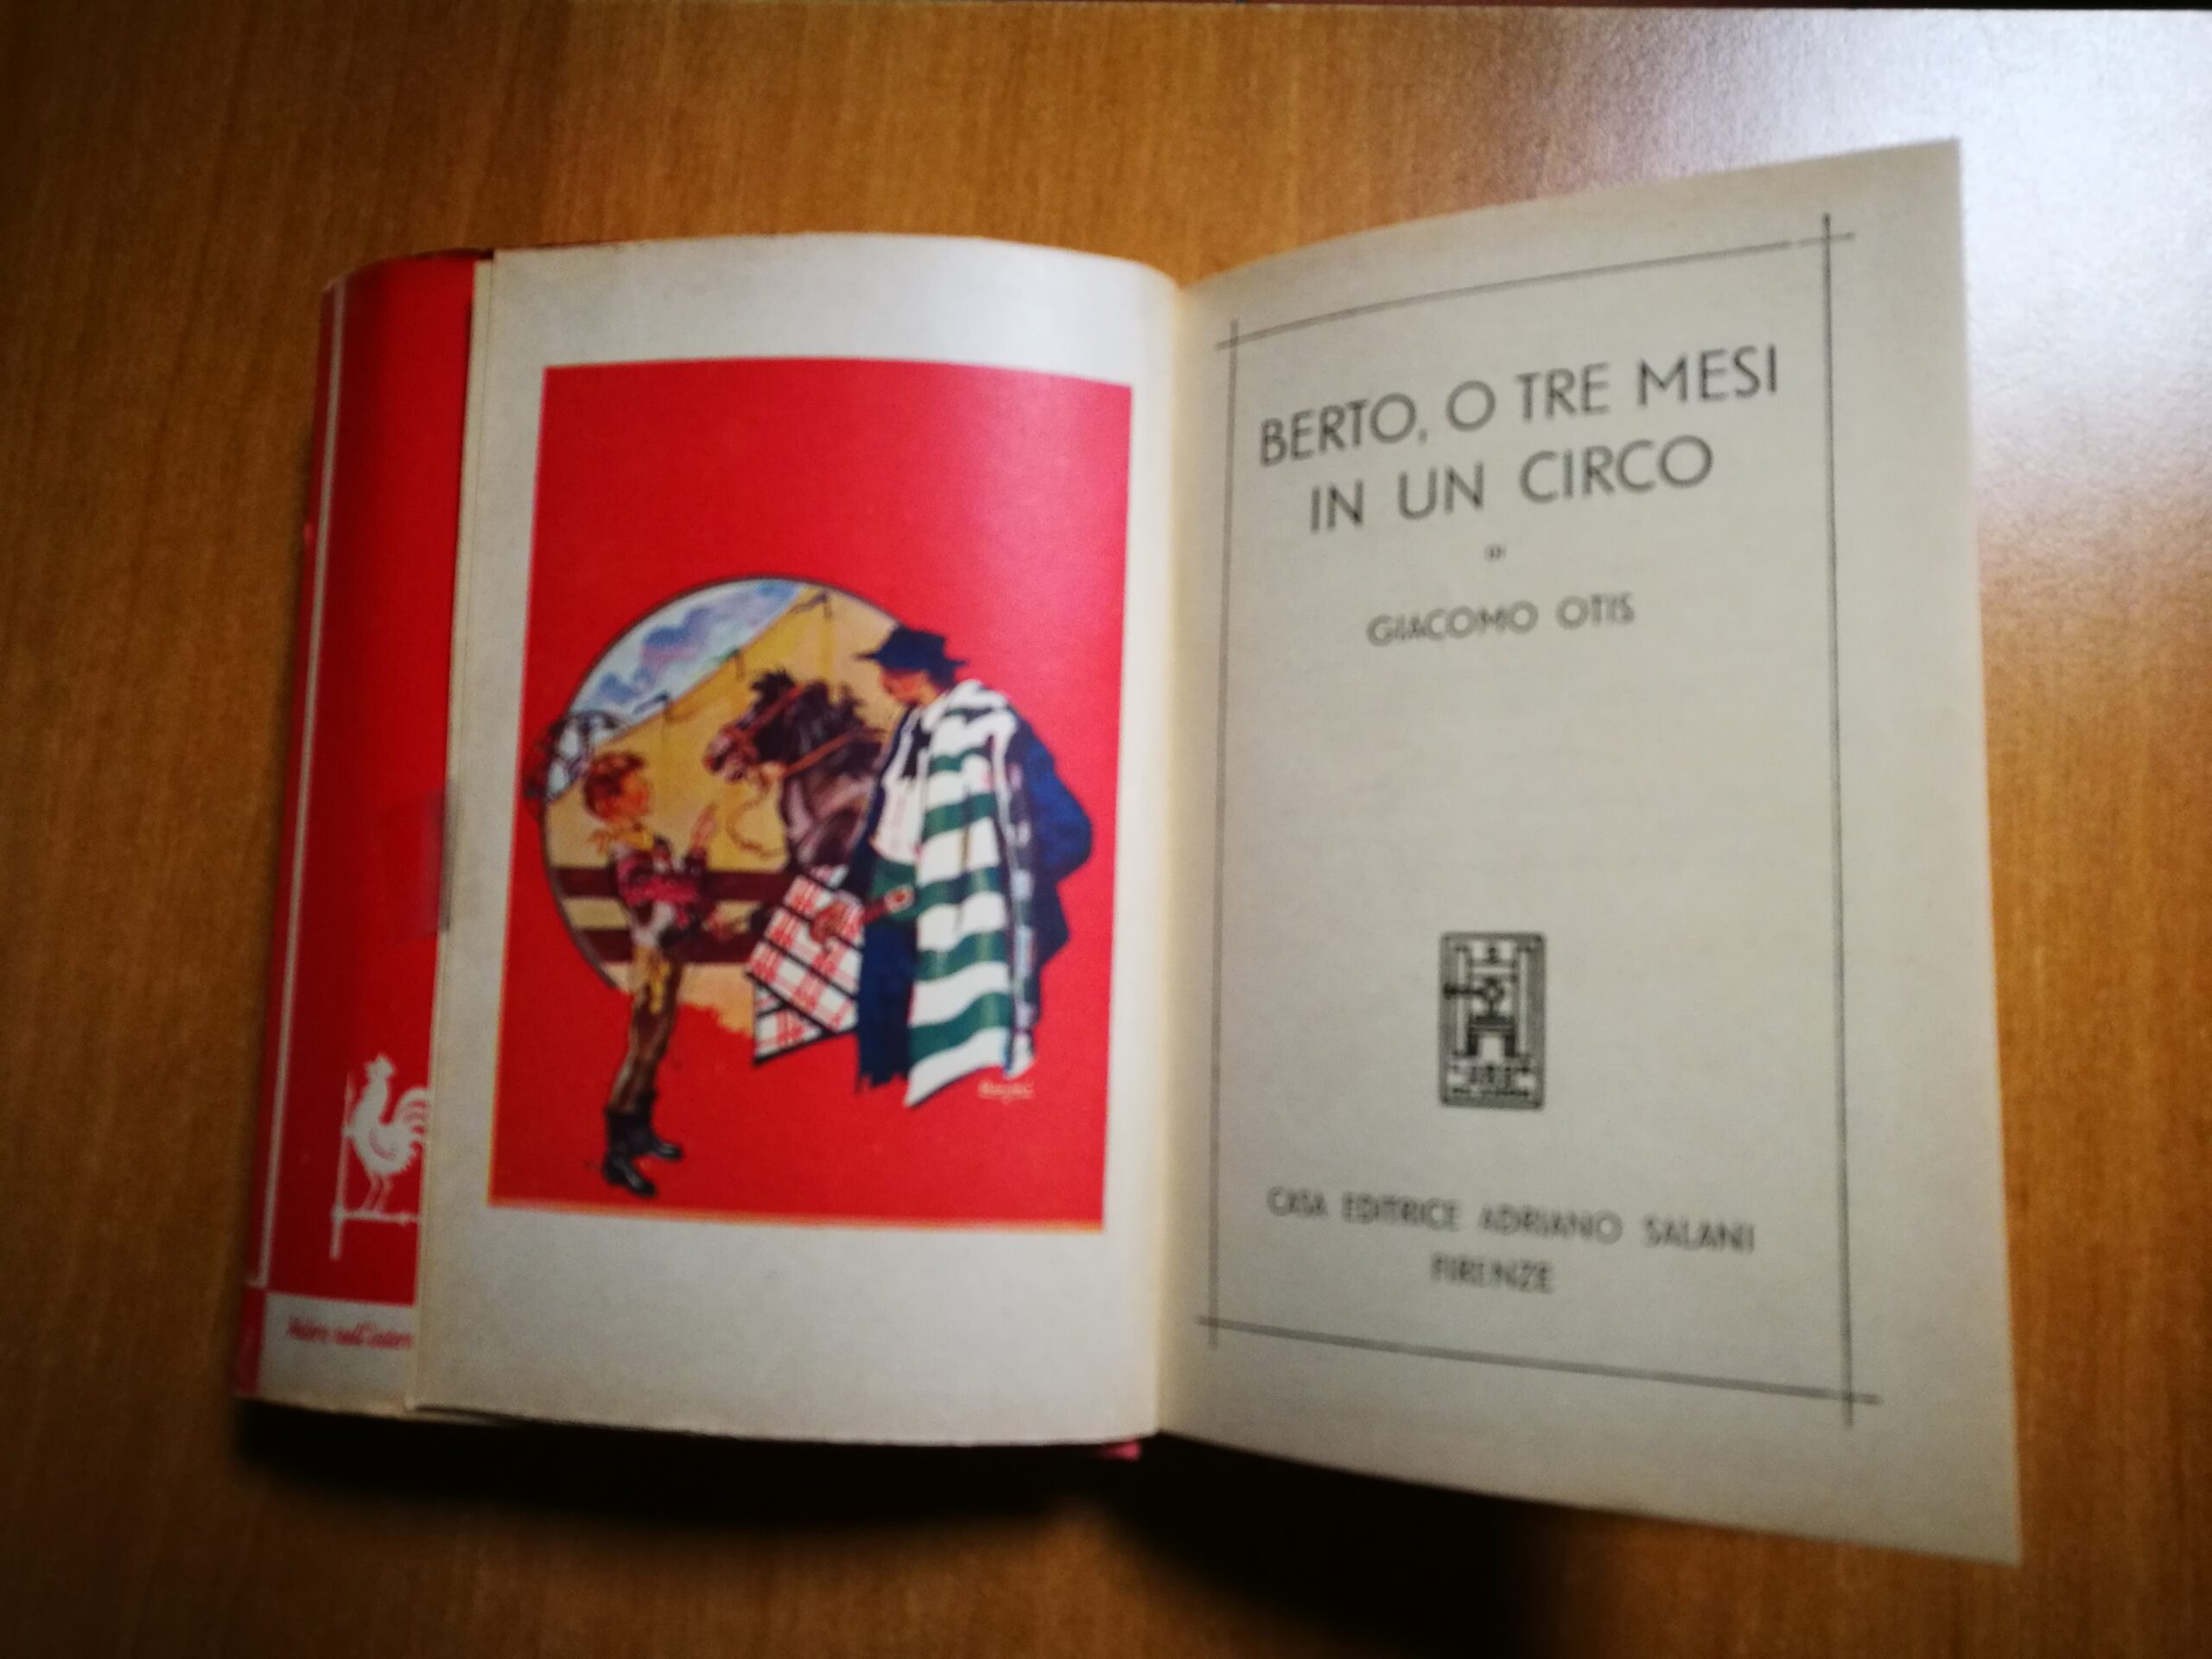 BERTO, O TRE MESI
IN UN CIRCO
DI
GIACOMO OTIS
CASA EDITRICE ADRIANO SALANI
FIRENZE